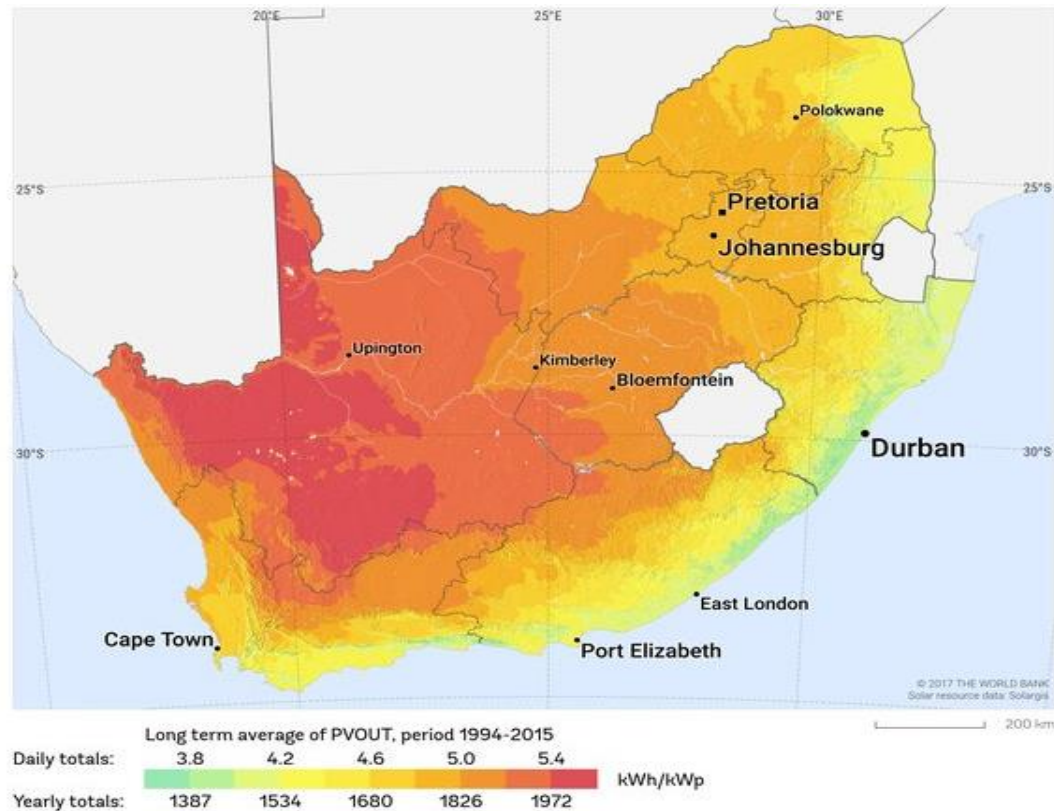 20°E 25°E 30°E
Polokwane
25°S 25°S
Pretoria
Johannesburg
Upington
Kimberley
Bloemfontein
Durban
30°S 30°S
East London
Cape Town
Port Elizabeth
© 2017 THE WORLD BANK
Solar resource data: Solargis
200 km
Long term average of PVOUT, period 1994-2015
Daily totals: 3.8 4.2 4.6 5.0 5.4
kWh/kWp
Yearly totals: 1387 1534 1680 1826 1972